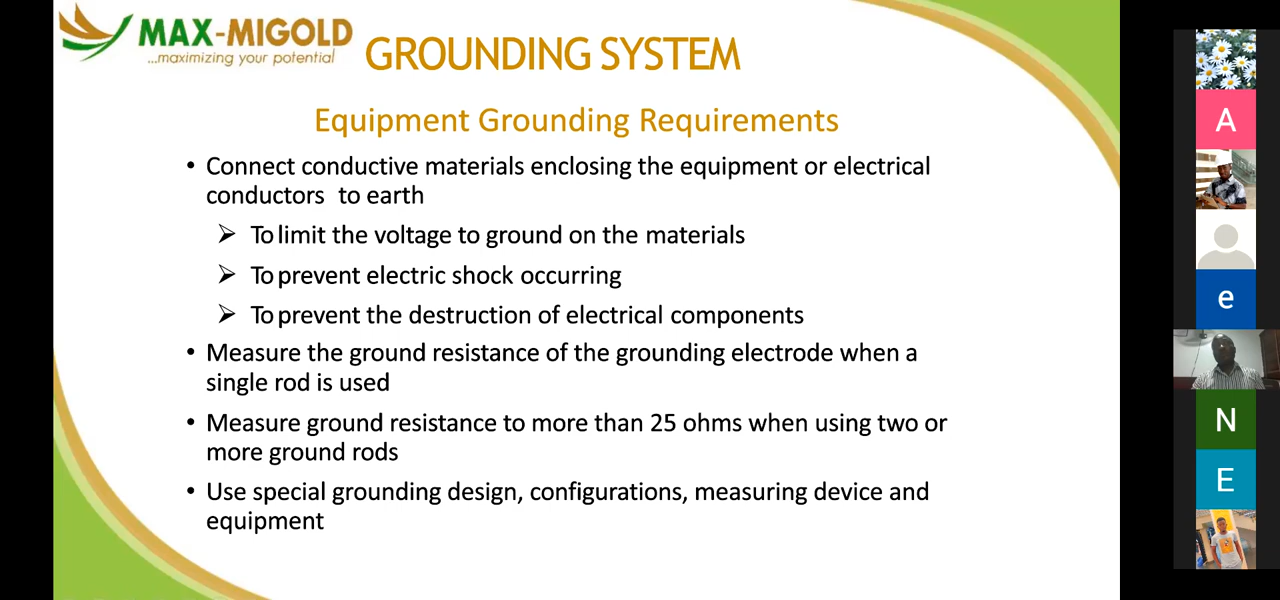 MAX-MIGOLD
...maximizing your potential
GROUNDING SYSTEM
Equipment Grounding Requirements
• Connect conductive materials enclosing the equipment or electrical
conductors to earth
➢ To limit the voltage to ground on the materials
➢ To prevent electric shock occurring
➢ To prevent the destruction of electrical components
• Measure the ground resistance of the grounding electrode when a
single rod is used
• Measure ground resistance to more than 25 ohms when using two or
more ground rods
• Use special grounding design, configurations, measuring device and
equipment
A
e
N
E